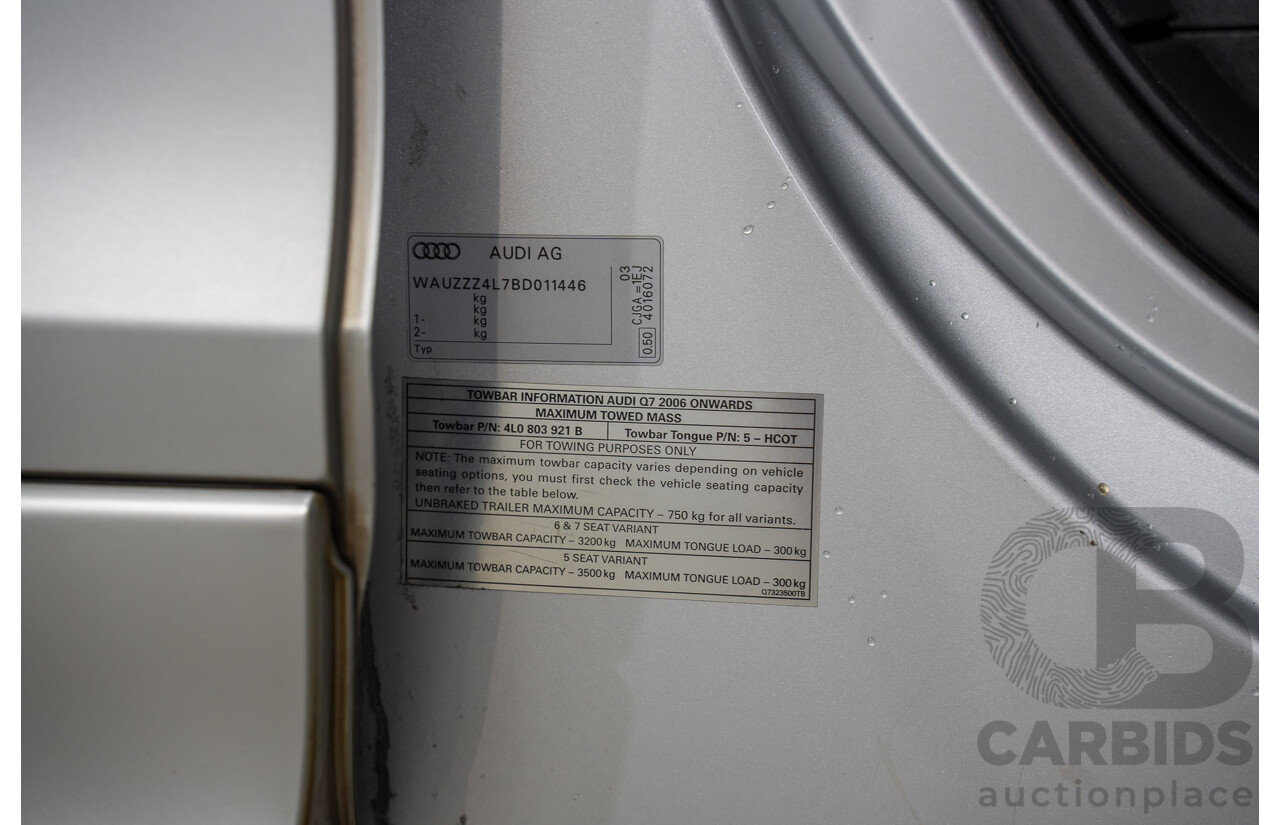 AUDI AG
WAUZZZ4L7BD011446
kg
kg
1- kg
2- kg
Typ
03
CJGA =1EJ
4016072
0.50
TOWBAR INFORMATION AUDI Q7 2006 ONWARDS
MAXIMUM TOWED MASS
Towbar P/N: 4L0 803 921 B
Towbar Tongue P/N: 5 – HCOT
FOR TOWING PURPOSES ONLY
NOTE: The maximum towbar capacity varies depending on vehicle
seating options, you must first check the vehicle seating capacity
then refer to the table below.
UNBRAKED TRAILER MAXIMUM CAPACITY – 750 kg for all variants.
6 & 7 SEAT VARIANT
MAXIMUM TOWBAR CAPACITY – 3200 kg MAXIMUM TONGUE LOAD – 300 kg
5 SEAT VARIANT
MAXIMUM TOWBAR CAPACITY – 3500 kg MAXIMUM TONGUE LOAD – 300 kg
Q7323500TB
CB
CARBIDS
auctionplace